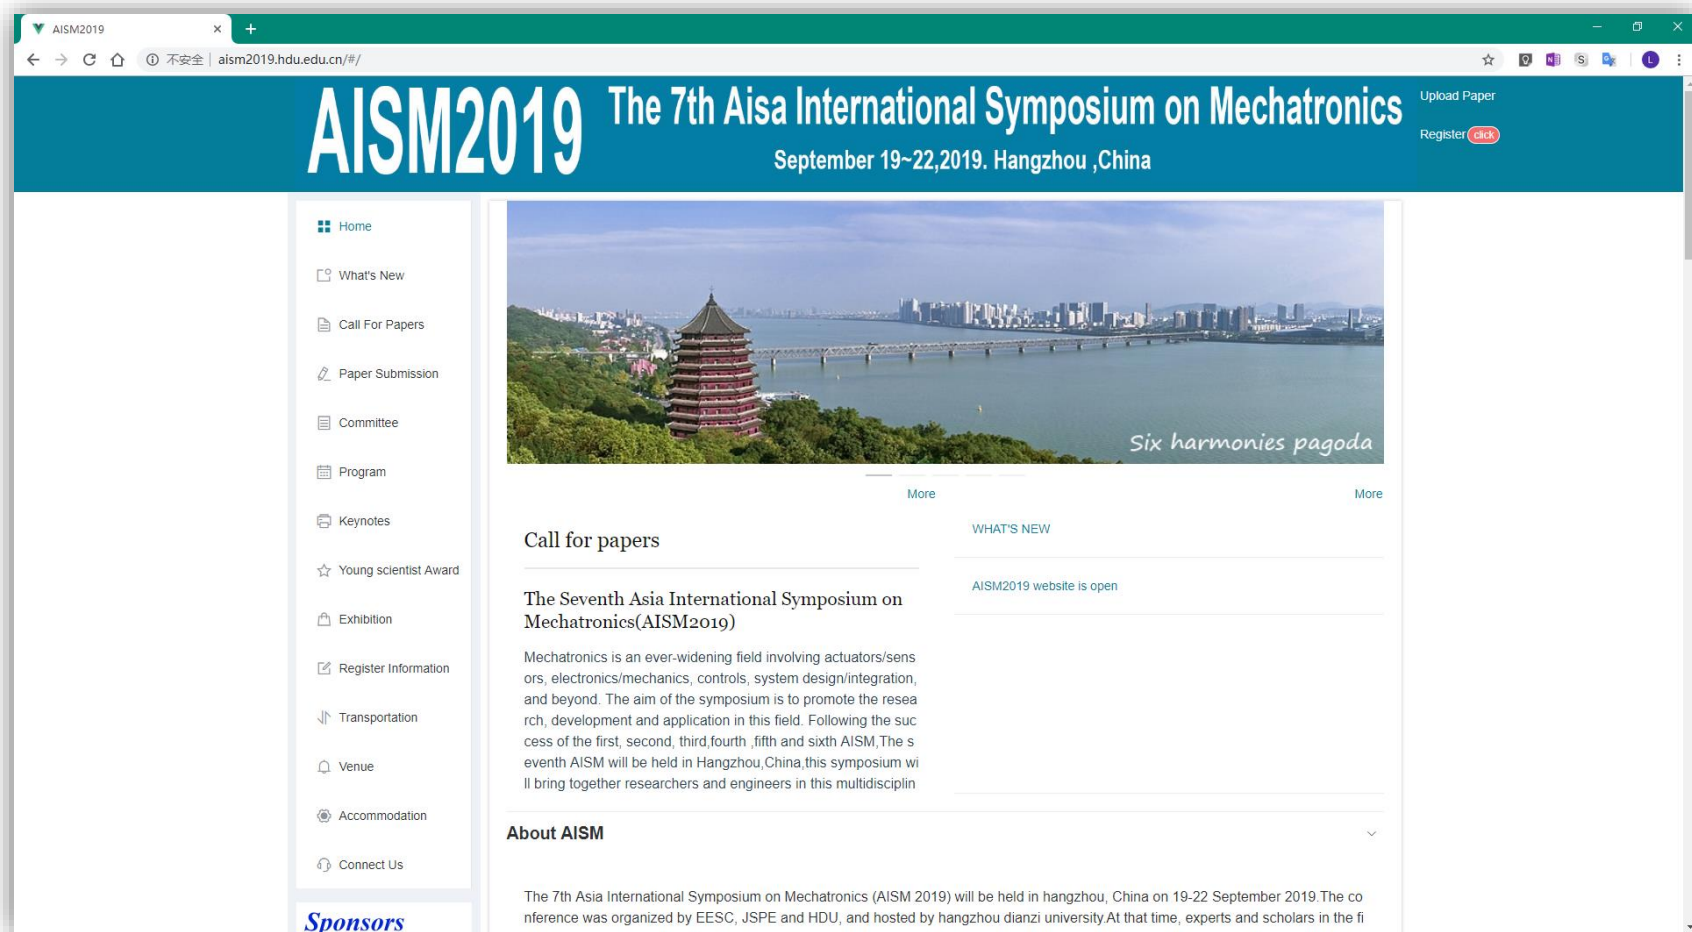 AISM2019
不安全
aism2019.hdu.edu.cn/#/
AISM2019
The 7th Aisa International Symposium on Mechatronics
September 19~22,2019. Hangzhou ,China
Upload Paper
Register click
Home
What's New
Call For Papers
Paper Submission
Committee
Program
Keynotes
Young scientist Award
Exhibition
Register Information
Transportation
Venue
Accommodation
Connect Us
Sponsors
Six harmonies pagoda
More
Call for papers
The Seventh Asia International Symposium on
Mechatronics(AISM2019)
Mechatronics is an ever-widening field involving actuators/sens
ors, electronics/mechanics, controls, system design/integration,
and beyond. The aim of the symposium is to promote the resea
rch, development and application in this field. Following the suc
cess of the first, second, third,fourth ,fifth and sixth AISM,The s
eventh AISM will be held in Hangzhou,China,this symposium wi
ll bring together researchers and engineers in this multidisciplin
More
WHAT'S NEW
AISM2019 website is open
About AISM
The 7th Asia International Symposium on Mechatronics (AISM 2019) will be held in hangzhou, China on 19-22 September 2019.The co
nference was organized by EESC, JSPE and HDU, and hosted by hangzhou dianzi university.At that time, experts and scholars in the fi